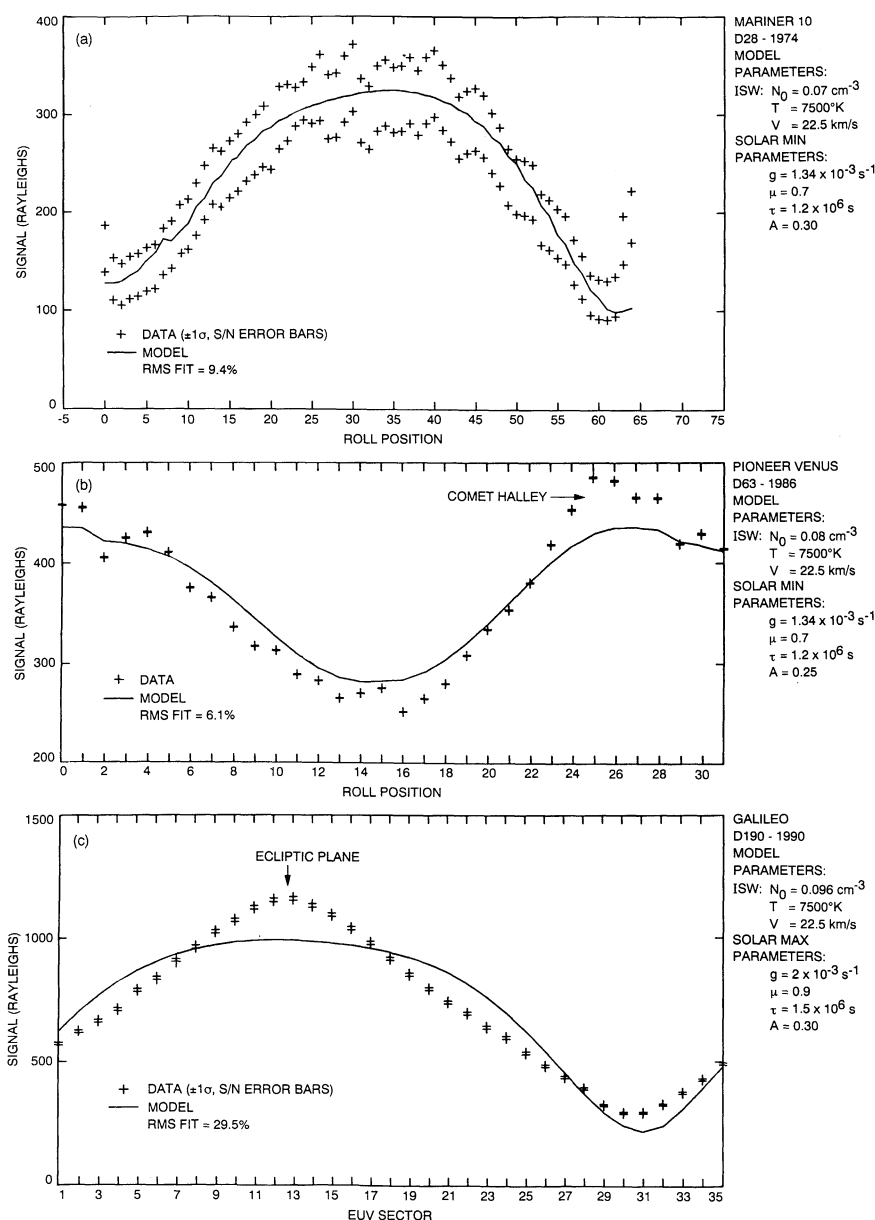 (a)
400
300
200
100
0
SIGNAL (RAYLEIGHS)
+ DATA (±1σ, S/N ERROR BARS)
— MODEL
RMS FIT = 9.4%
-5 0 5 10 15 20 25 30 35 40 45 50 55 60 65 70 75
ROLL POSITION
MARINER 10
D28 - 1974
MODEL
PARAMETERS:
ISW: N₀ = 0.07 cm⁻³
T = 7500°K
V = 22.5 km/s
SOLAR MIN
PARAMETERS:
g = 1.34 x 10⁻³ s⁻¹
μ = 0.7
τ = 1.2 x 10⁶ s
A = 0.30
(b)
500
400
300
200
SIGNAL (RAYLEIGHS)
COMET HALLEY
+ DATA
— MODEL
RMS FIT = 6.1%
0 2 4 6 8 10 12 14 16 18 20 22 24 26 28 30
ROLL POSITION
PIONEER VENUS
D63 - 1986
MODEL
PARAMETERS:
ISW: N₀ = 0.08 cm⁻³
T = 7500°K
V = 22.5 km/s
SOLAR MIN
PARAMETERS:
g = 1.34 x 10⁻³ s⁻¹
μ = 0.7
τ = 1.2 x 10⁶ s
A = 0.25
(c)
1500
1000
500
0
SIGNAL (RAYLEIGHS)
ECLIPTIC PLANE
+ DATA (±1σ, S/N ERROR BARS)
— MODEL
RMS FIT = 29.5%
1 3 5 7 9 11 13 15 17 19 21 23 25 27 29 31 33 35
EUV SECTOR
GALILEO
D190 - 1990
MODEL
PARAMETERS:
ISW: N₀ = 0.096 cm⁻³
T = 7500°K
V = 22.5 km/s
SOLAR MAX
PARAMETERS:
g = 2 x 10⁻³ s⁻¹
μ = 0.9
τ = 1.5 x 10⁶ s
A = 0.30